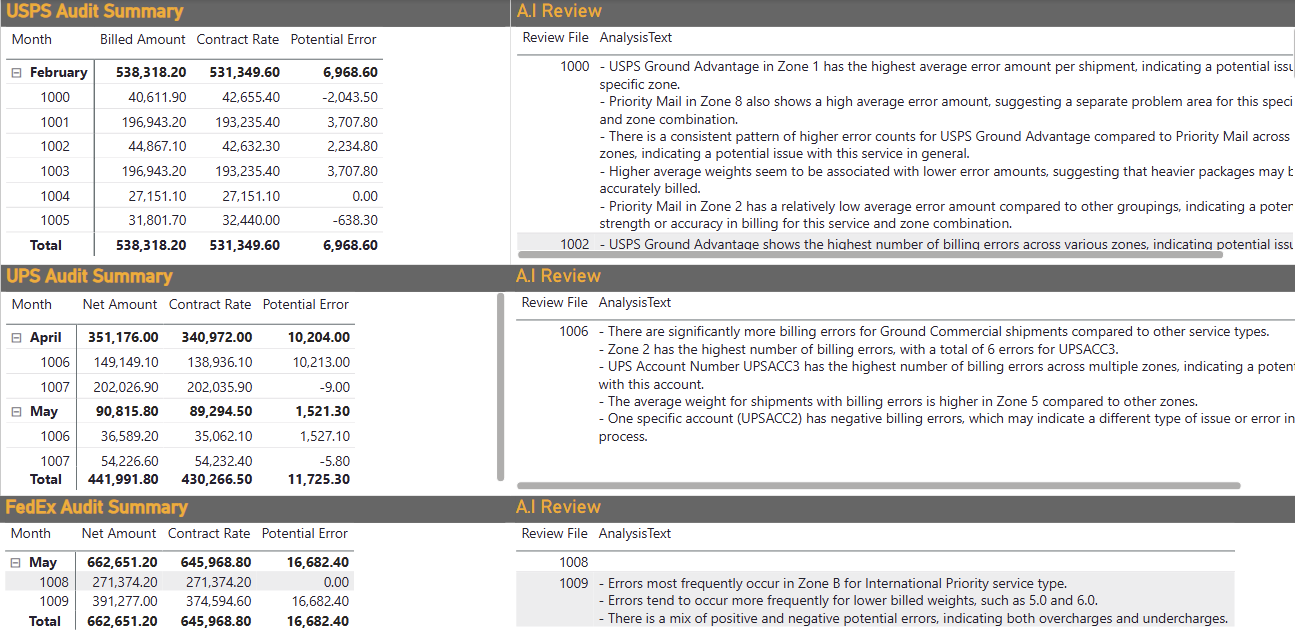 USPS Audit Summary
Month Billed Amount Contract Rate Potential Error
February 538,318.20 531,349.60 6,968.60
1000 40,611.90 42,655.40 -2,043.50
1001 196,943.20 193,235.40 3,707.80
1002 44,867.10 42,632.30 2,234.80
1003 196,943.20 193,235.40 3,707.80
1004 27,151.10 27,151.10 0.00
1005 31,801.70 32,440.00 -638.30
Total 538,318.20 531,349.60 6,968.60
A.I Review
Review File AnalysisText
1000 - USPS Ground Advantage in Zone 1 has the highest average error amount per shipment, indicating a potential issu
specific zone.
- Priority Mail in Zone 8 also shows a high average error amount, suggesting a separate problem area for this speci
and zone combination.
- There is a consistent pattern of higher error counts for USPS Ground Advantage compared to Priority Mail across
zones, indicating a potential issue with this service in general.
- Higher average weights seem to be associated with lower error amounts, suggesting that heavier packages may b
accurately billed.
- Priority Mail in Zone 2 has a relatively low average error amount compared to other groupings, indicating a poter
strength or accuracy in billing for this service and zone combination.
1002 - USPS Ground Advantage shows the highest number of billing errors across various zones, indicating potential issu
UPS Audit Summary
Month Net Amount Contract Rate Potential Error
April 351,176.00 340,972.00 10,204.00
1006 149,149.10 138,936.10 10,213.00
1007 202,026.90 202,035.90 -9.00
May 90,815.80 89,294.50 1,521.30
1006 36,589.20 35,062.10 1,527.10
1007 54,226.60 54,232.40 -5.80
Total 441,991.80 430,266.50 11,725.30
A.I Review
Review File AnalysisText
1006 - There are significantly more billing errors for Ground Commercial shipments compared to other service types.
- Zone 2 has the highest number of billing errors, with a total of 6 errors for UPSACC3.
- UPS Account Number UPSACC3 has the highest number of billing errors across multiple zones, indicating a poten
with this account.
- The average weight for shipments with billing errors is higher in Zone 5 compared to other zones.
- One specific account (UPSACC2) has negative billing errors, which may indicate a different type of issue or error in
process.
FedEx Audit Summary
Month Net Amount Contract Rate Potential Error
May 662,651.20 645,968.80 16,682.40
1008 271,374.20 271,374.20 0.00
1009 391,277.00 374,594.60 16,682.40
Total 662,651.20 645,968.80 16,682.40
A.I Review
Review File AnalysisText
1008
1009 - Errors most frequently occur in Zone B for International Priority service type.
- Errors tend to occur more frequently for lower billed weights, such as 5.0 and 6.0.
- There is a mix of positive and negative potential errors, indicating both overcharges and undercharges.